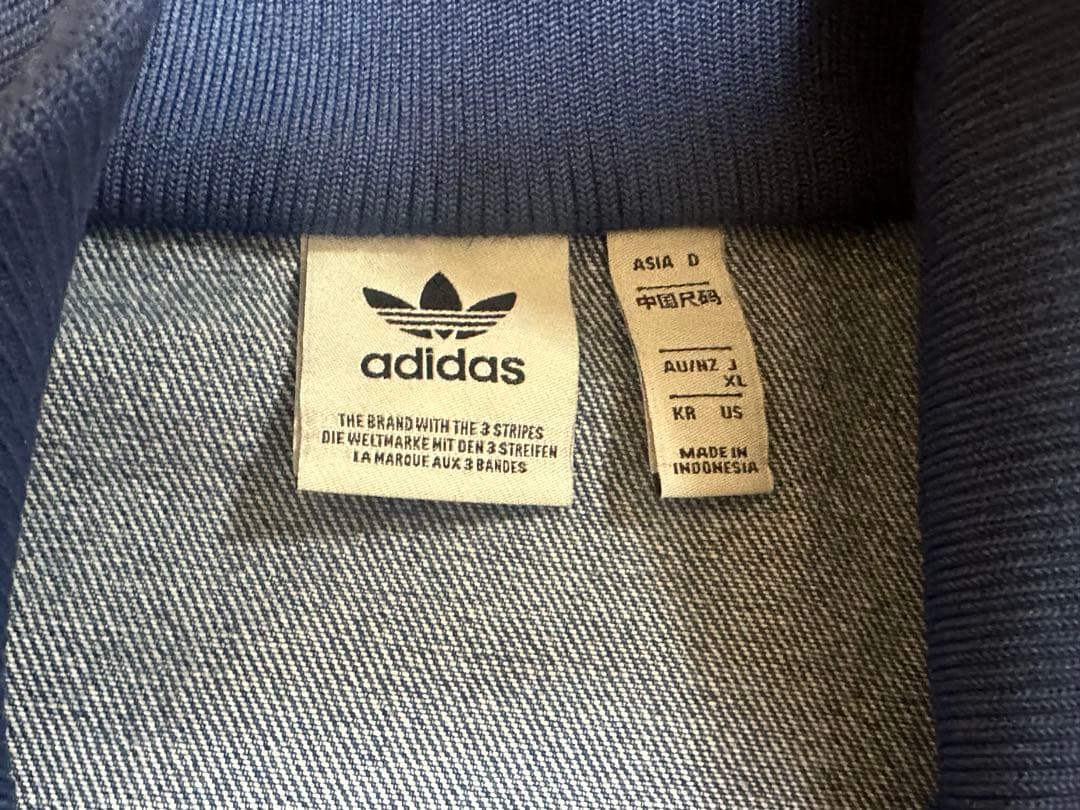 adidas
THE BRAND WITH THE 3 STRIPES
DIE WELTMARKE MIT DEN 3 STREIFEN
LA MARQUE AUX 3 BANDES
ASIA D
中国尺码
AU/NZ J
XL
KR US
MADE IN
INDONESIA